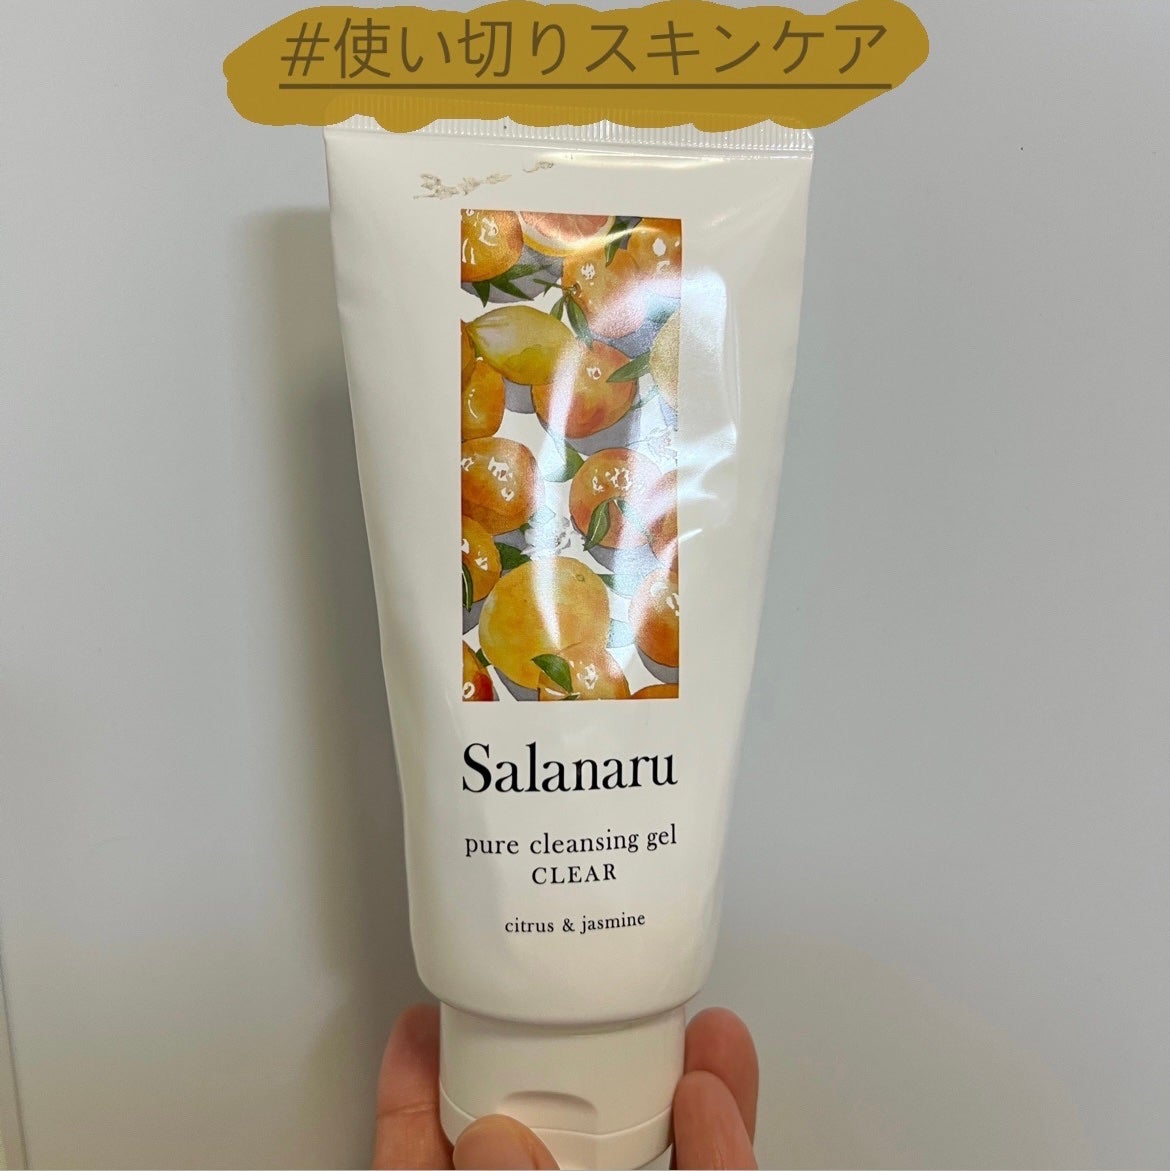 #使い切りスキンケア
Salanaru
pure cleansing gel
CLEAR
citrus & jasmine